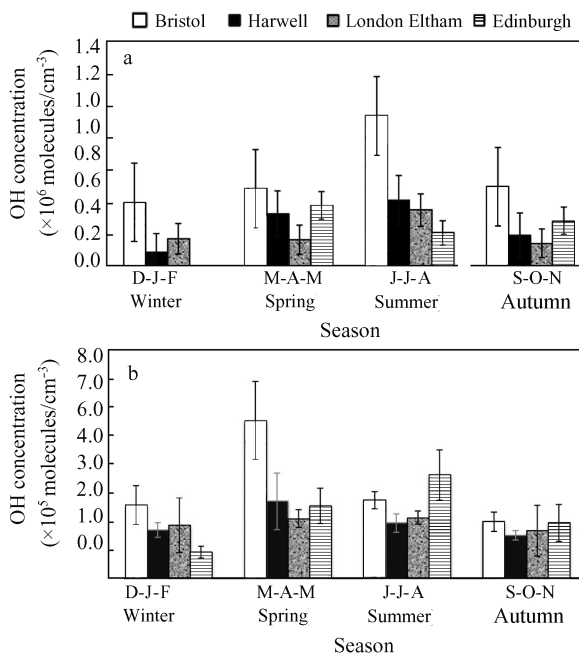 Bristol Harwell London Eltham Edinburgh
a
OH concentration
(×10⁶ molecules/cm⁻³)
1.4
1.2
1.0
0.8
0.6
0.4
0.2
0.0
D-J-F M-A-M J-J-A S-O-N
Winter Spring Summer Autumn
Season
b
OH concentration
(×10⁵ molecules/cm⁻³)
8.0
7.0
6.0
5.0
4.0
2.0
1.0
0.0
D-J-F M-A-M J-J-A S-O-N
Winter Spring Summer Autumn
Season